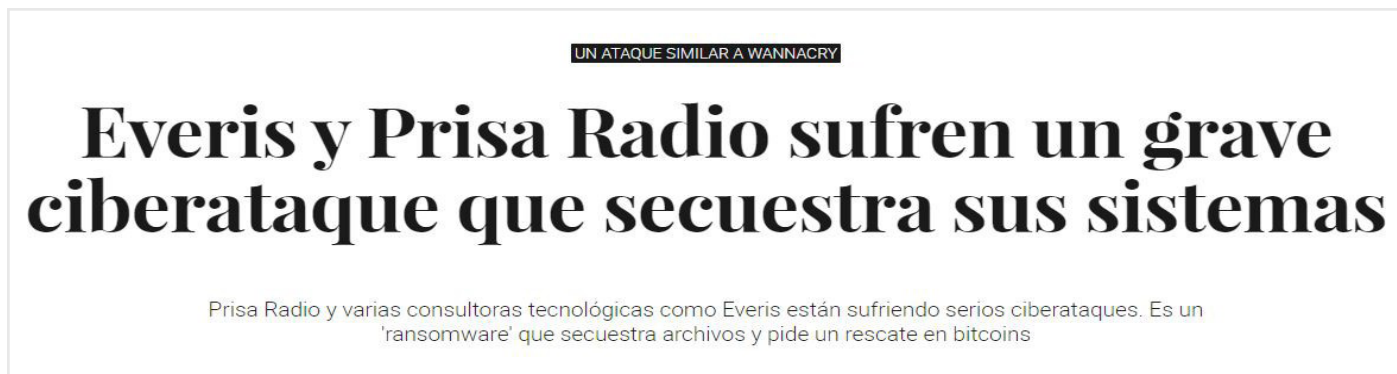 UN ATAQUE SIMILAR A WANNACRY
Everis y Prisa Radio sufren un grave
ciberataque que secuestra sus sistemas
Prisa Radio y varias consultoras tecnológicas como Everis están sufriendo serios ciberataques. Es un
'ransomware' que secuestra archivos y pide un rescate en bitcoins